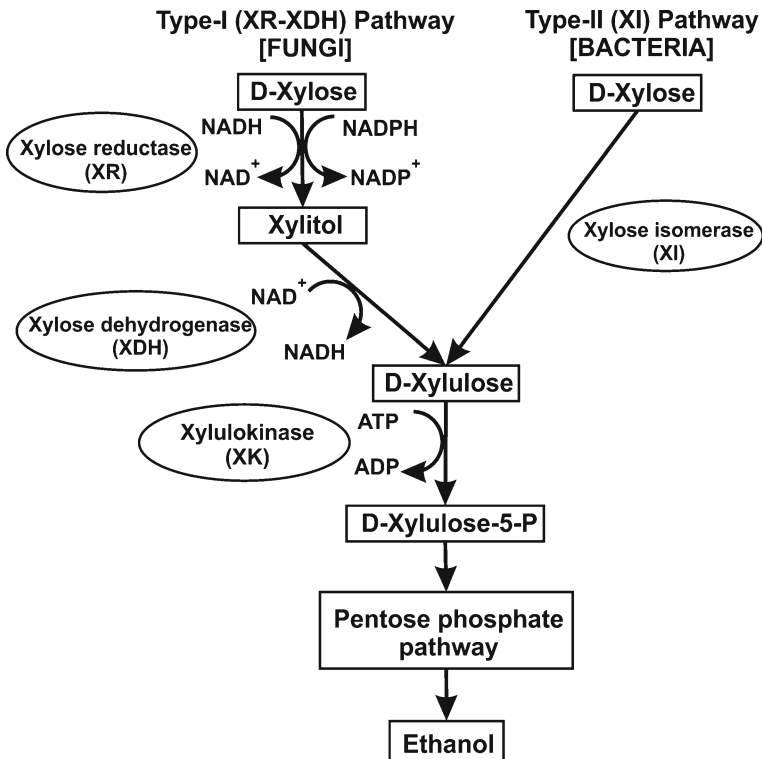 Type-I (XR-XDH) Pathway
[FUNGI]
Type-II (XI) Pathway
[BACTERIA]
D-Xylose
D-Xylose
NADH
NADPH
Xylose reductase
(XR)
NAD+
NADP+
Xylitol
Xylose isomerase
(XI)
NAD+
Xylose dehydrogenase
(XDH)
NADH
D-Xylulose
ATP
Xylulokinase
(XK)
ADP
D-Xylulose-5-P
Pentose phosphate
pathway
Ethanol